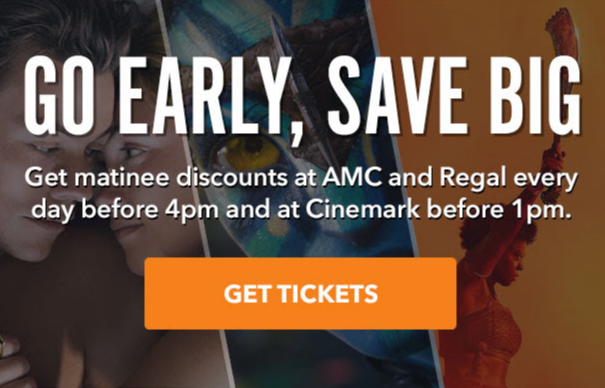 GO EARLY, SAVE BIG
Get matinee discounts at AMC and Regal every
day before 4pm and at Cinemark before 1pm.
GET TICKETS